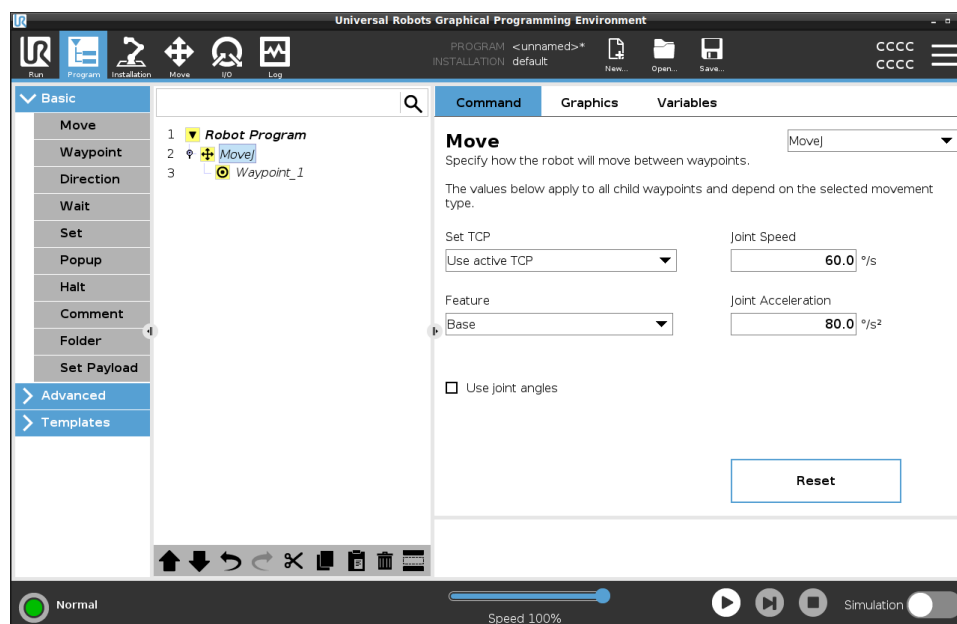 Universal Robots Graphical Programming Environment
UR
Run
Program
Installation
Move
I/O
Log
PROGRAM <unnamed>*
INSTALLATION default
New...
Open...
Save...
CCCC
CCCC
Basic
Move
Waypoint
Direction
Wait
Set
Popup
Halt
Comment
Folder
Set Payload
Advanced
Templates
1 Robot Program
2 MoveJ
3 Waypoint_1
Command Graphics Variables
Move
MoveJ
Specify how the robot will move between waypoints.
The values below apply to all child waypoints and depend on the selected movement
type.
Set TCP
Joint Speed
Use active TCP
60.0 °/s
Feature
Joint Acceleration
Base
80.0 °/s²
Use joint angles
Reset
Normal
Speed 100%
Simulation